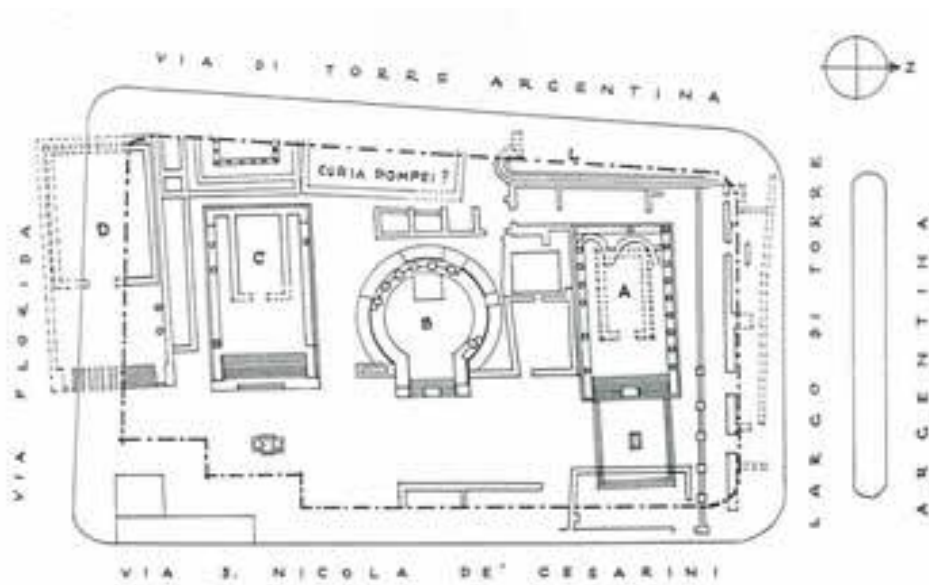 VIA DI TORRE ARGENTINA
N
L
CURIA POMPEI?
D
C
B
A
VIA FLORIDA
LARGO DI TORRE
ARGENTINA
VIA S. NICOLA DE' CESARINI